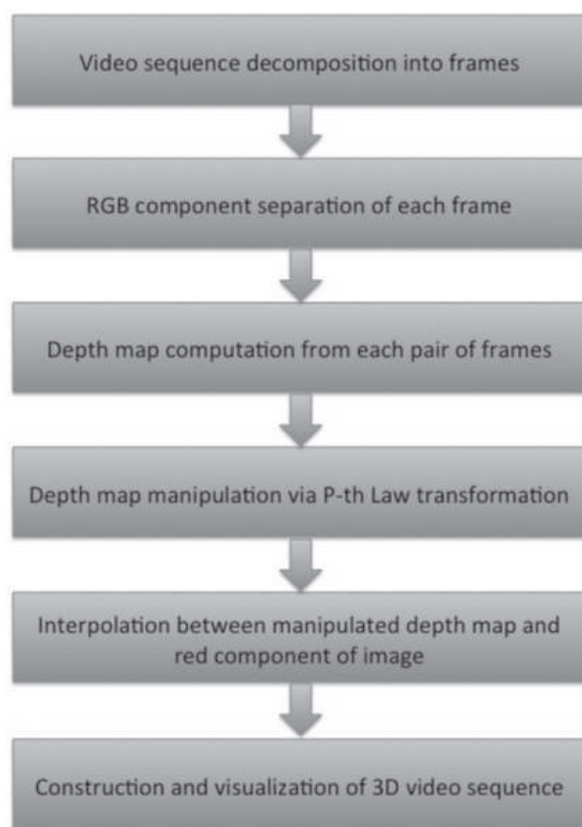 Video sequence decomposition into frames
RGB component separation of each frame
Depth map computation from each pair of frames
Depth map manipulation via P-th Law transformation
Interpolation between manipulated depth map and
red component of image
Construction and visualization of 3D video sequence